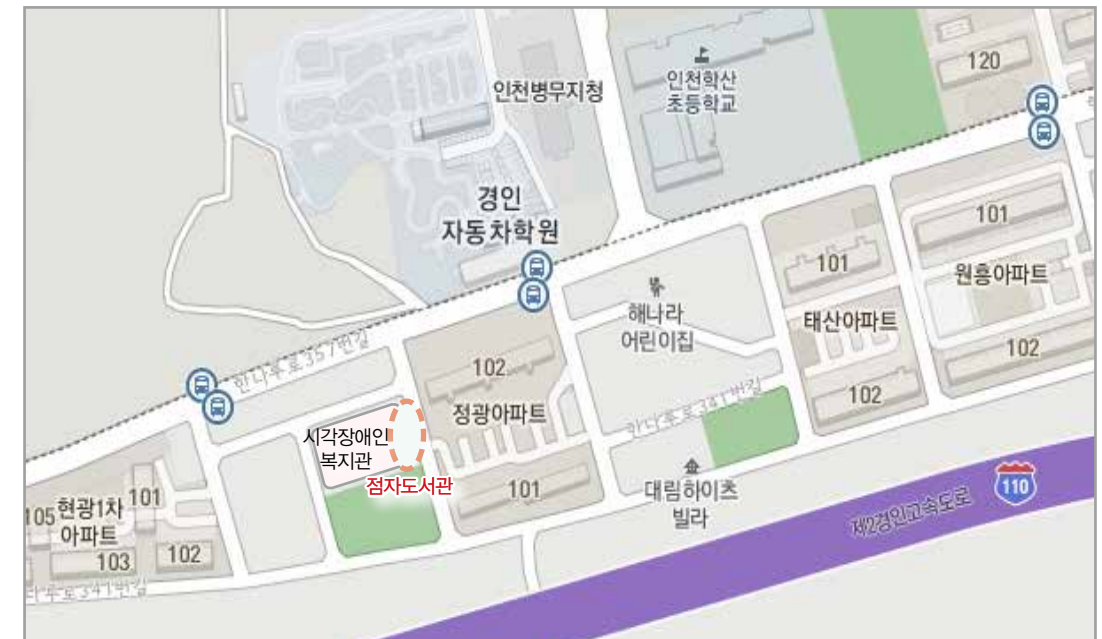 인천병무지청
인천학산
초등학교
120
경인
자동차학원
101
원흥아파트
102
해나라
어린이집
101
태산아파트
102
한나루로357번길
한나루로341번길
102
정광아파트
101
시각장애인
복지관
점자도서관
대림하이츠
빌라
제2경인고속도로
110
105
현광1차
아파트
101
103
102
나루로341번길